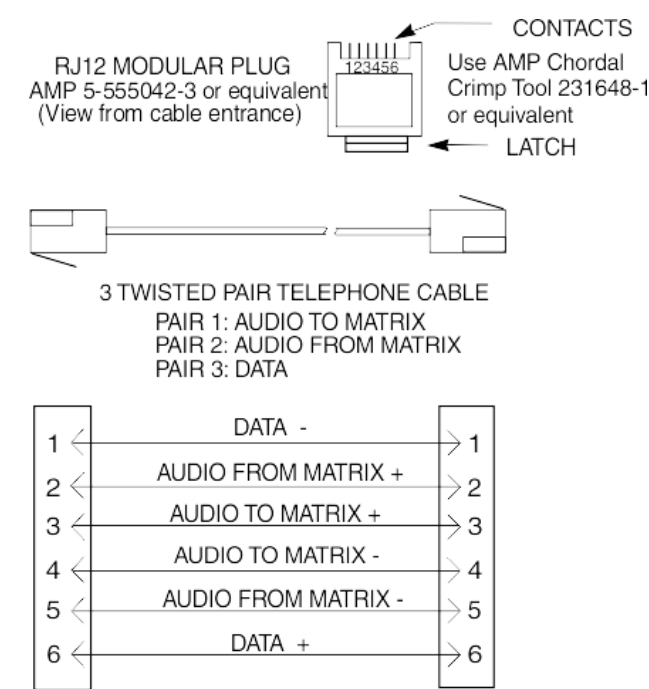 CONTACTS
RJ12 MODULAR PLUG
AMP 5-555042-3 or equivalent
(View from cable entrance)
123456
Use AMP Chordal
Crimp Tool 231648-1
or equivalent
LATCH
3 TWISTED PAIR TELEPHONE CABLE
PAIR 1: AUDIO TO MATRIX
PAIR 2: AUDIO FROM MATRIX
PAIR 3: DATA
1 DATA - 1
2 AUDIO FROM MATRIX + 2
3 AUDIO TO MATRIX + 3
4 AUDIO TO MATRIX - 4
5 AUDIO FROM MATRIX - 5
6 DATA + 6